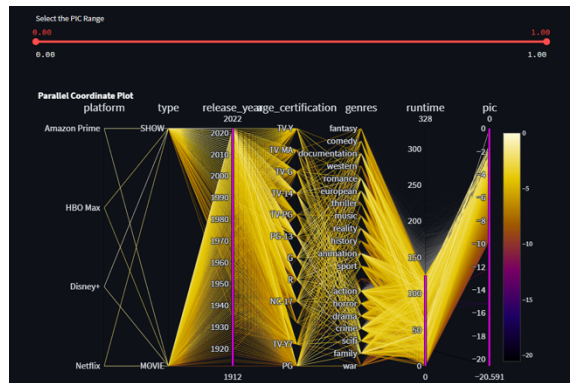 Select the PIC Range
0.00 1.00
0.00 1.00
Parallel Coordinate Plot
platform type release_year age_certification genres runtime pic
2022 328 0
Amazon Prime
HBO Max
Disney+
Netflix
SHOW
MOVIE
2020
2010
2000
1990
1980
1970
1960
1950
1940
1930
1920
1912
TV-Y
TV-MA
TV-G
TV-14
TV-PG
PG-13
G
R
NC-17
TV-Y7
PG
fantasy
comedy
documentation
western
romance
european
thriller
music
reality
history
animation
sport
action
horror
drama
crime
scifi
family
war
300
250
200
150
100
50
0
0
0
−2
−4
−6
−8
−10
−12
−14
−16
−18
−20
−20.591
0
−5
−10
−15
−20